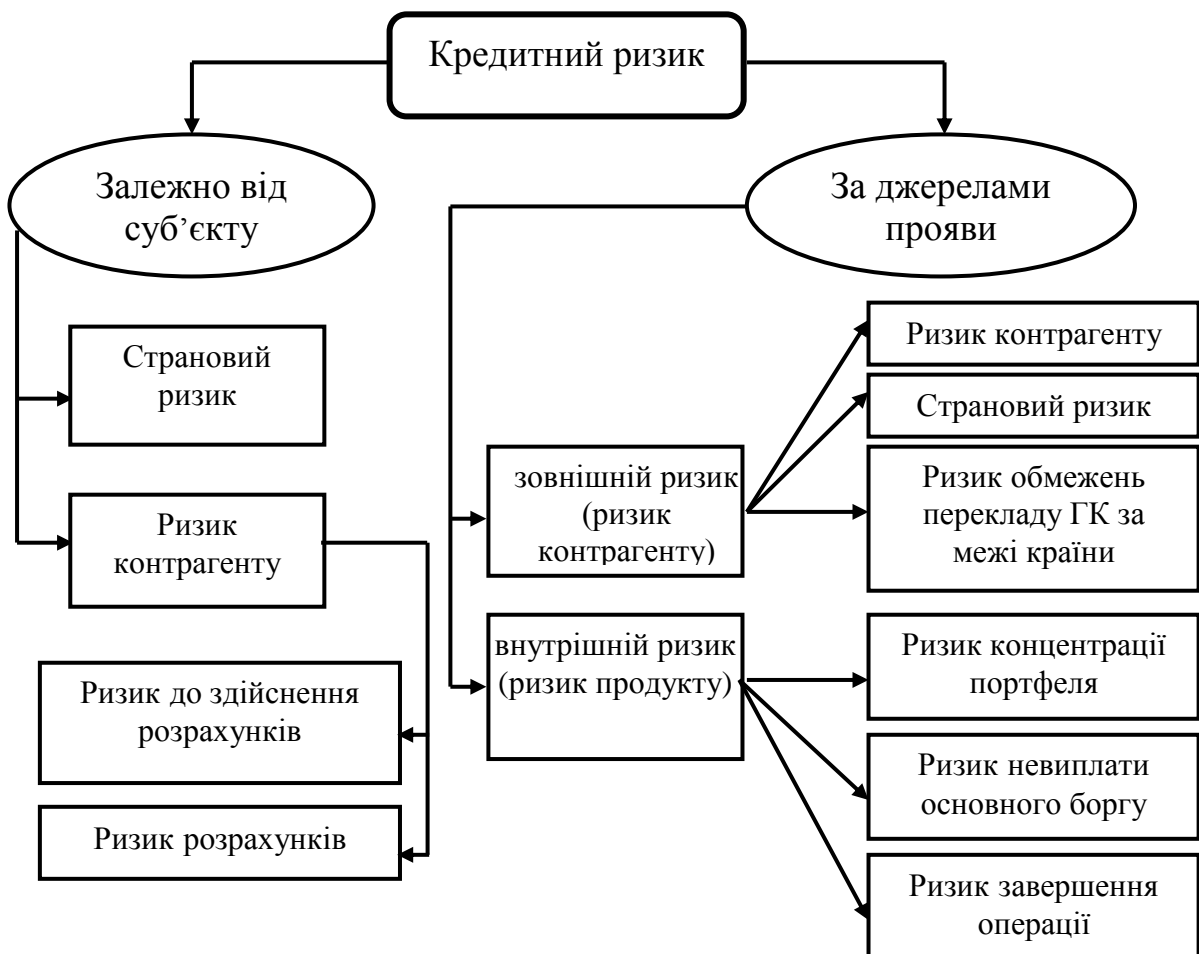 Кредитний ризик
Залежно від
суб’єкту
За джерелами
прояви
Страновий
ризик
Ризик
контрагенту
Ризик до здійснення
розрахунків
Ризик розрахунків
зовнішній ризик
(ризик
контрагенту)
внутрішній ризик
(ризик продукту)
Ризик контрагенту
Страновий ризик
Ризик обмежень
перекладу ГК за
межі країни
Ризик концентрації
портфеля
Ризик невиплати
основного боргу
Ризик завершення
операції